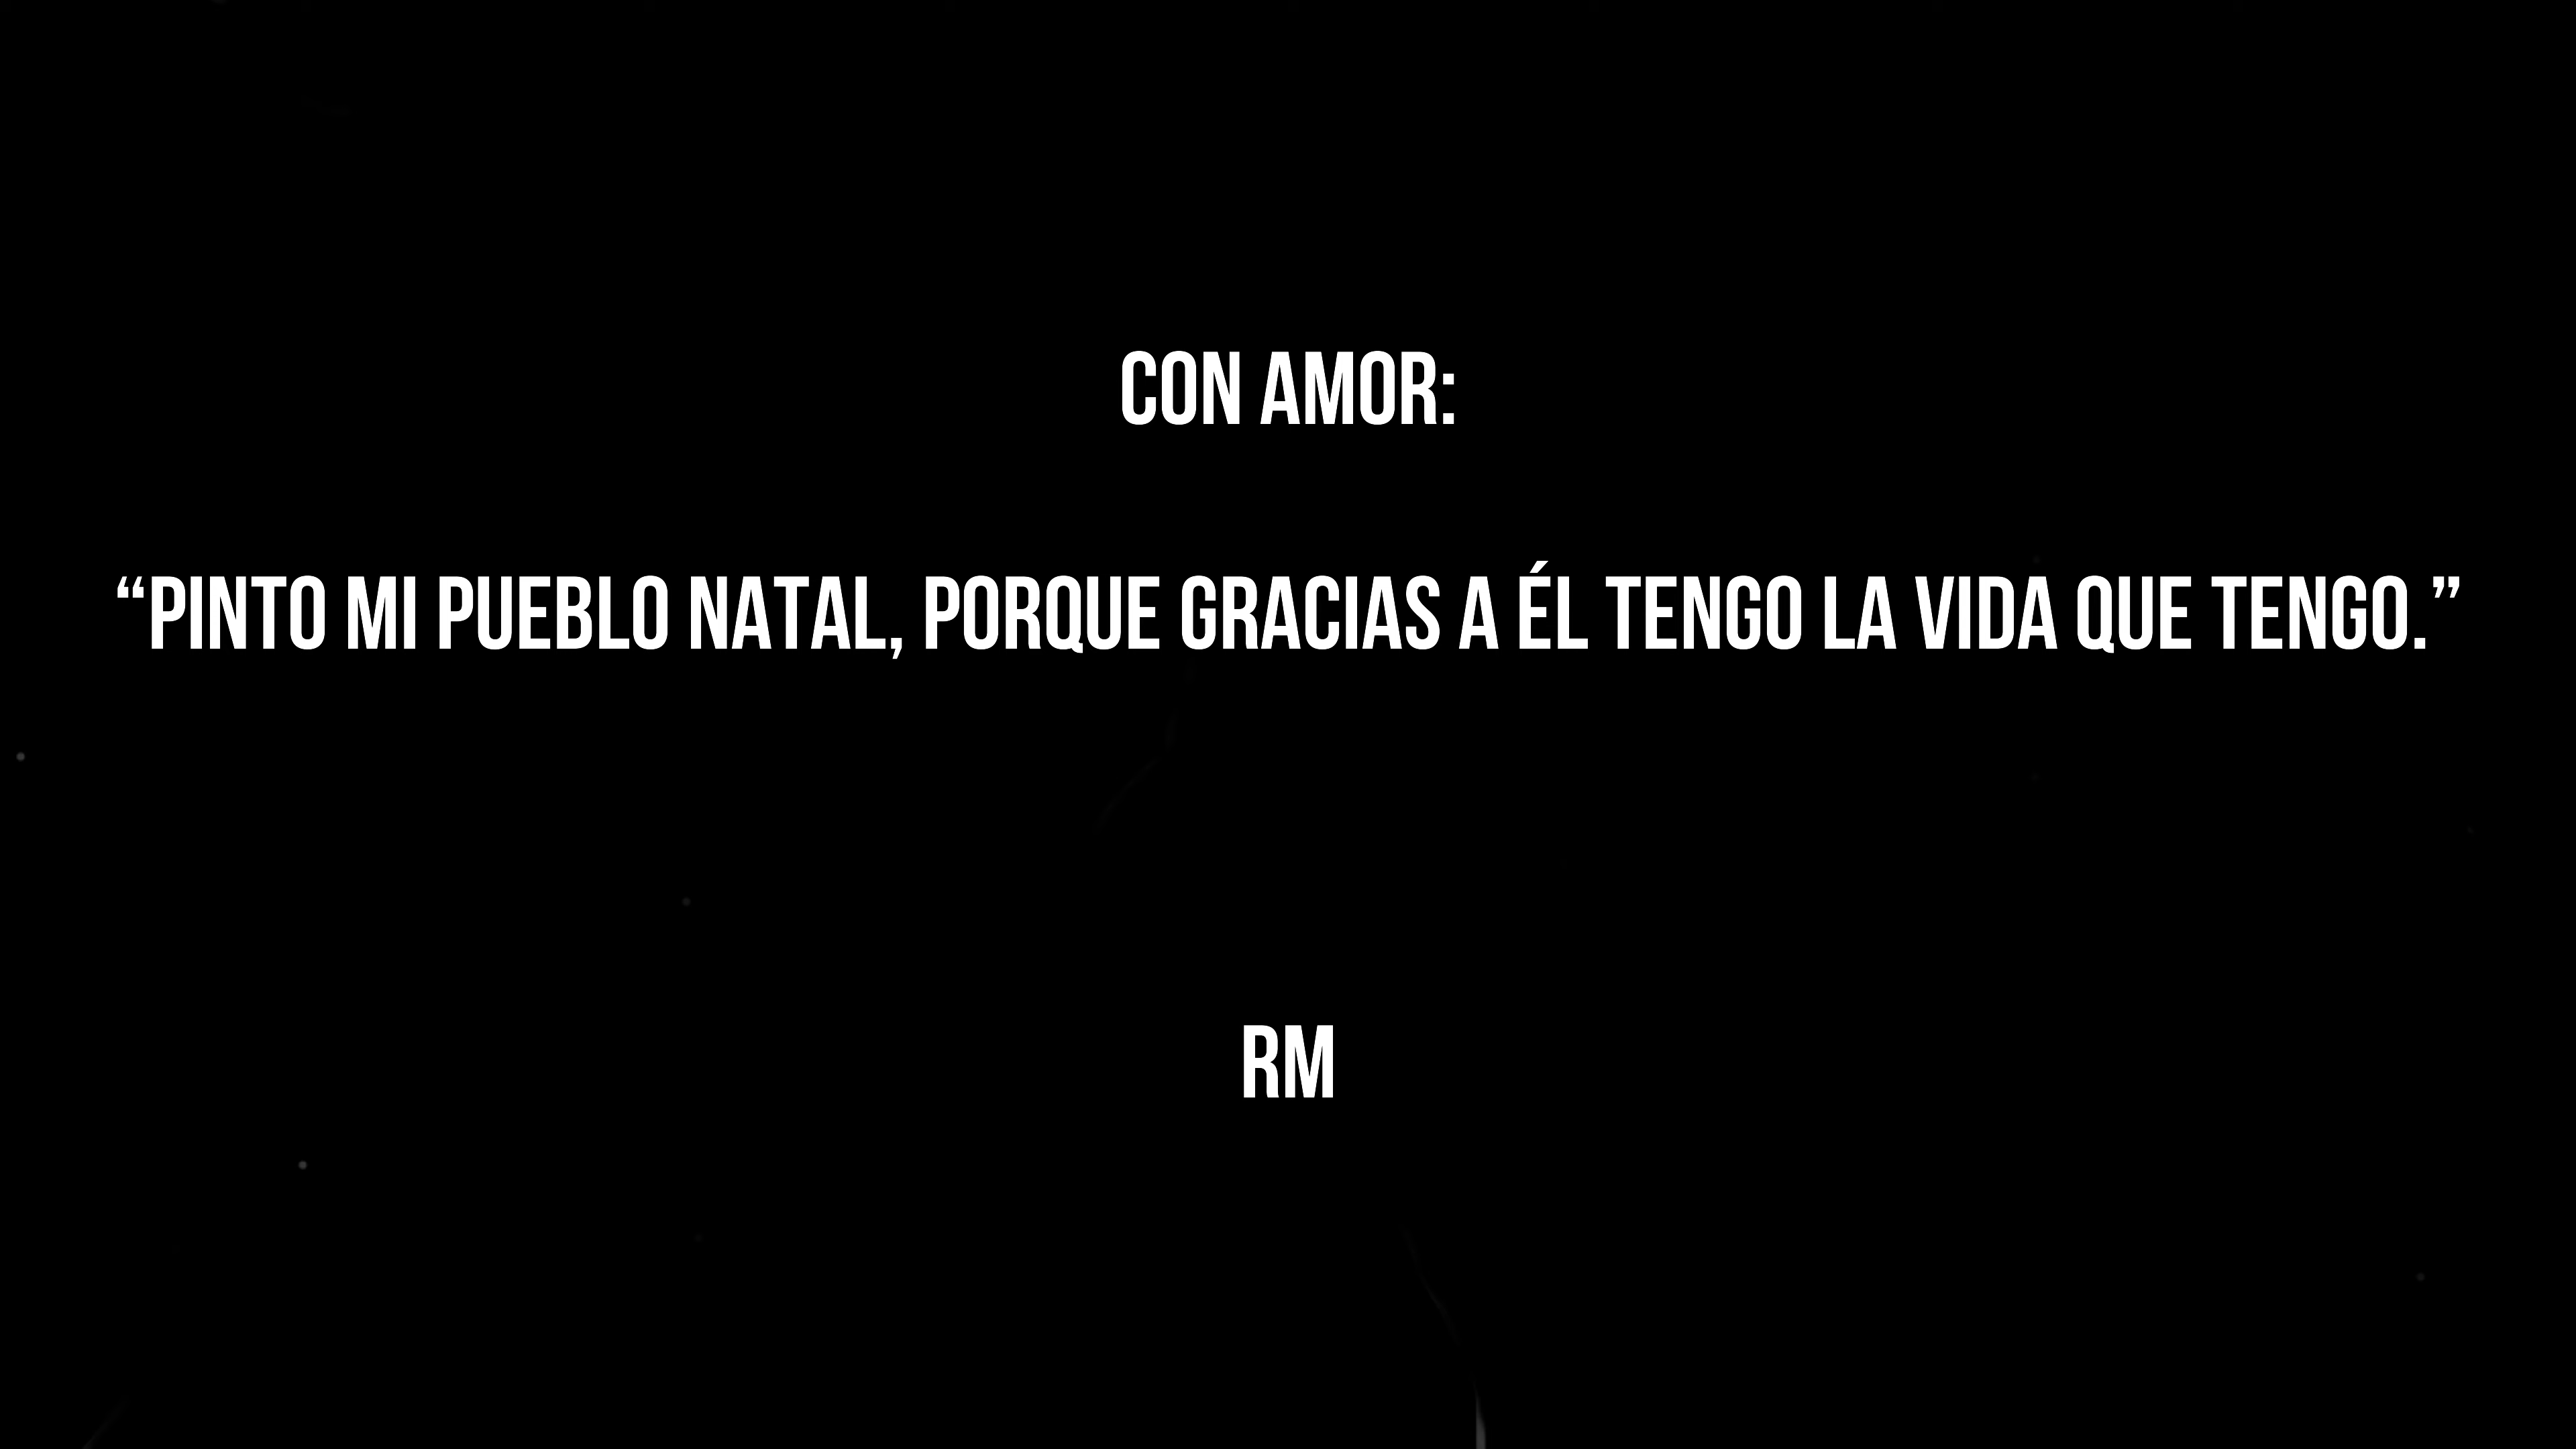 CON AMOR:
“PINTO MI PUEBLO NATAL, PORQUE GRACIAS A ÉL TENGO LA VIDA QUE TENGO.”
RM